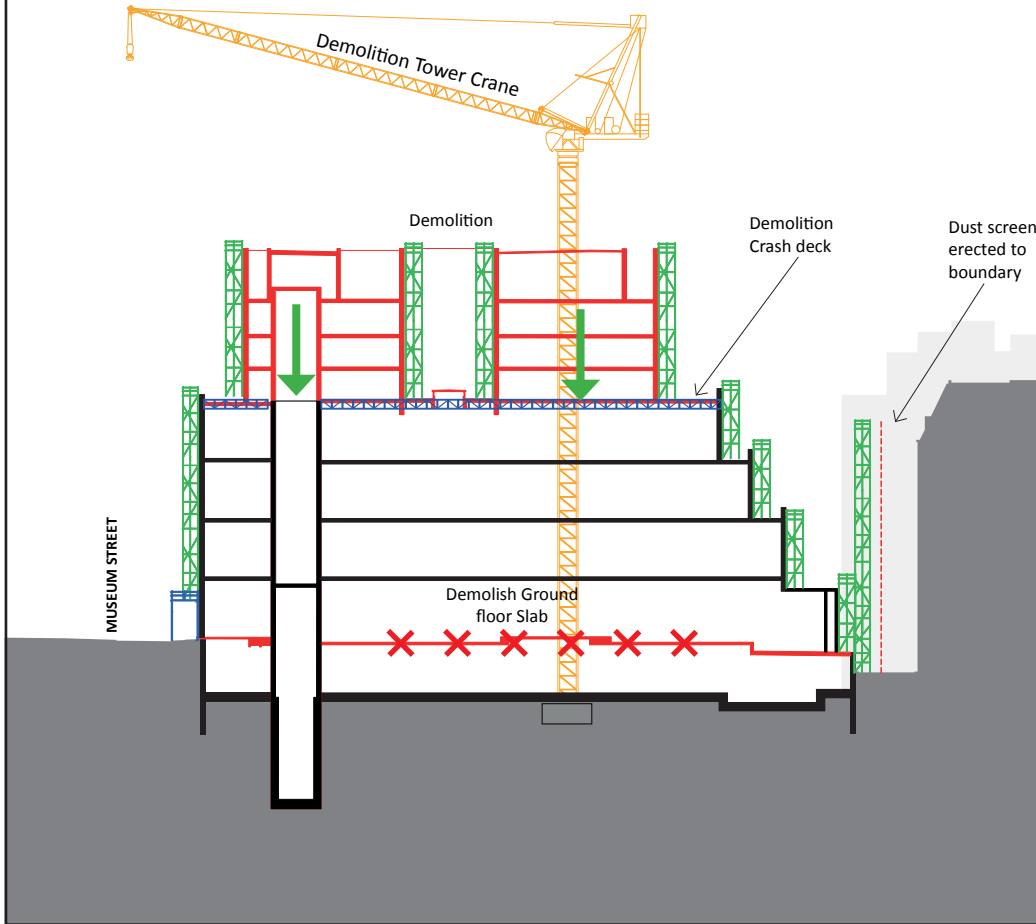 Demolition Tower Crane
Demolition
Demolition
Crash deck
Dust screen
erected to
boundary
MUSEUM STREET
Demolish Ground
floor Slab